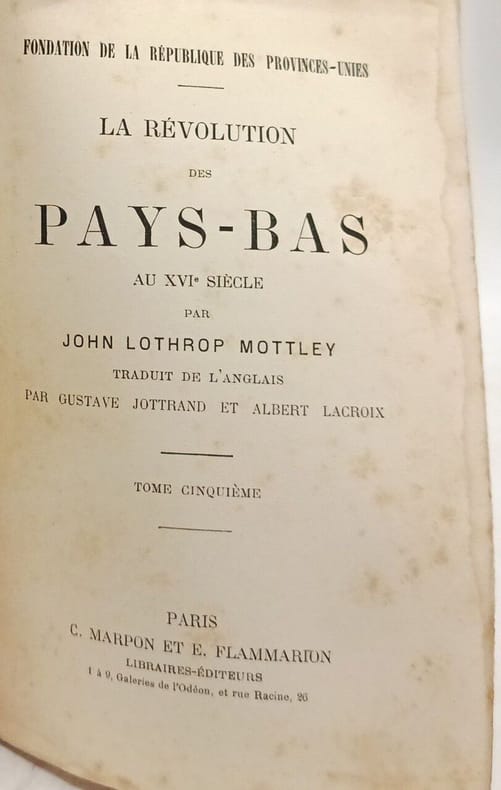 FONDATION DE LA RÉPUBLIQUE DES PROVINCES-UNIES
LA RÉVOLUTION
DES
PAYS-BAS
AU XVIe SIÈCLE
PAR
JOHN LOTHROP MOTTLEY
TRADUIT DE L'ANGLAIS
PAR GUSTAVE JOTTRAND ET ALBERT LACROIX
TOME CINQUIÈME
PARIS
C. MARPON ET E. FLAMMARION
LIBRAIRES-ÉDITEURS
1 à 9, Galeries de l'Odéon, et rue Racine, 26